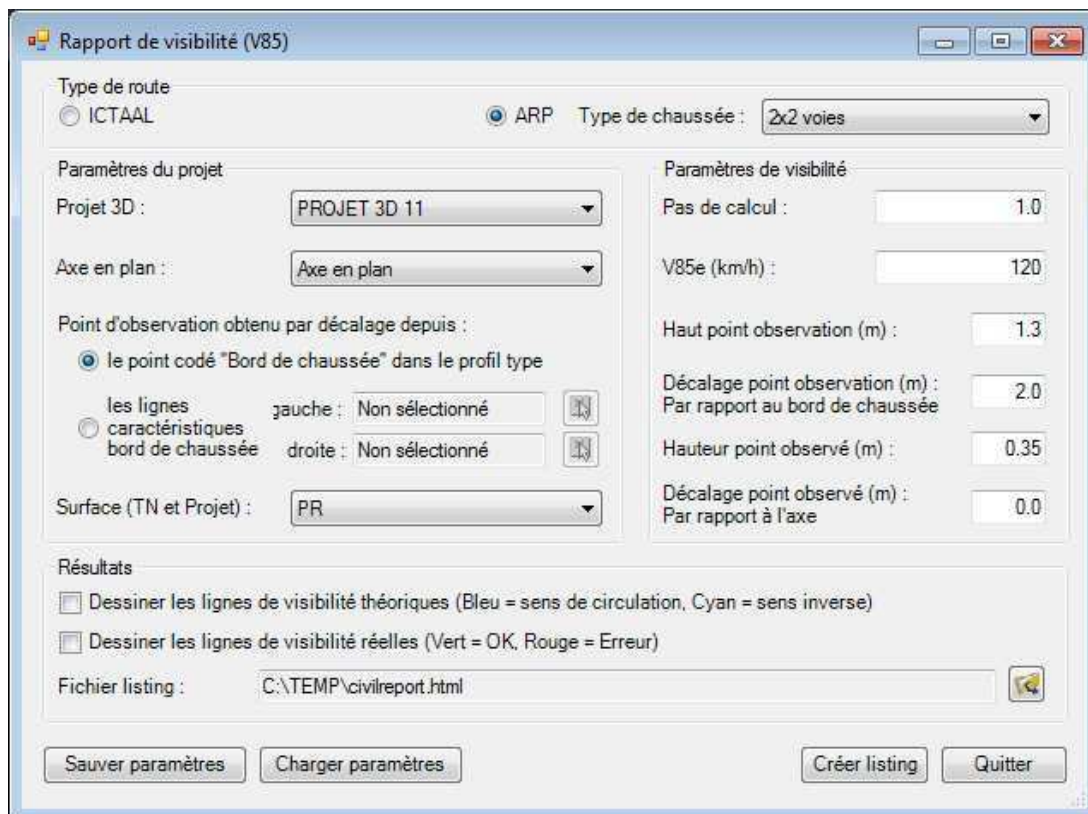 Rapport de visibilité (V85)
Type de route
ICTAAL
ARP Type de chaussée : 2x2 voies
Paramètres du projet
Projet 3D : PROJET 3D 11
Axe en plan : Axe en plan
Point d'observation obtenu par décalage depuis :
le point codé "Bord de chaussée" dans le profil type
les lignes
caractéristiques
bord de chaussée
gauche : Non sélectionné
droite : Non sélectionné
Surface (TN et Projet) : PR
Paramètres de visibilité
Pas de calcul : 1.0
V85e (km/h) : 120
Haut point observation (m) : 1.3
Décalage point observation (m) :
Par rapport au bord de chaussée
2.0
Hauteur point observé (m) : 0.35
Décalage point observé (m) :
Par rapport à l'axe
0.0
Résultats
Dessiner les lignes de visibilité théoriques (Bleu = sens de circulation, Cyan = sens inverse)
Dessiner les lignes de visibilité réelles (Vert = OK, Rouge = Erreur)
Fichier listing : C:\TEMP\civilreport.html
Sauver paramètres Charger paramètres Créer listing Quitter